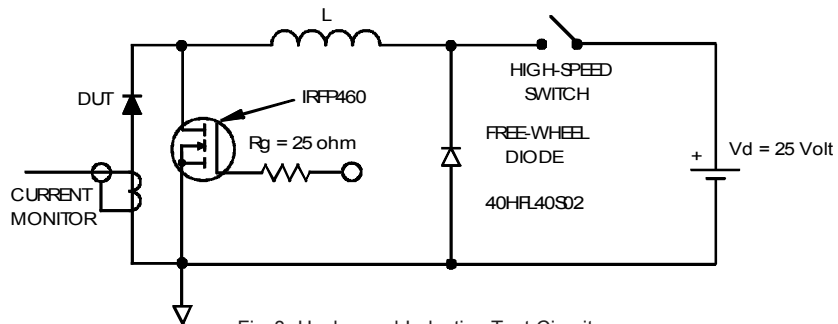 L
HIGH-SPEED
SWITCH
DUT
IRFP460
Rg = 25 ohm
FREE-WHEEL
DIODE
40HFL40S02
+
Vd = 25 Volt
CURRENT
MONITOR